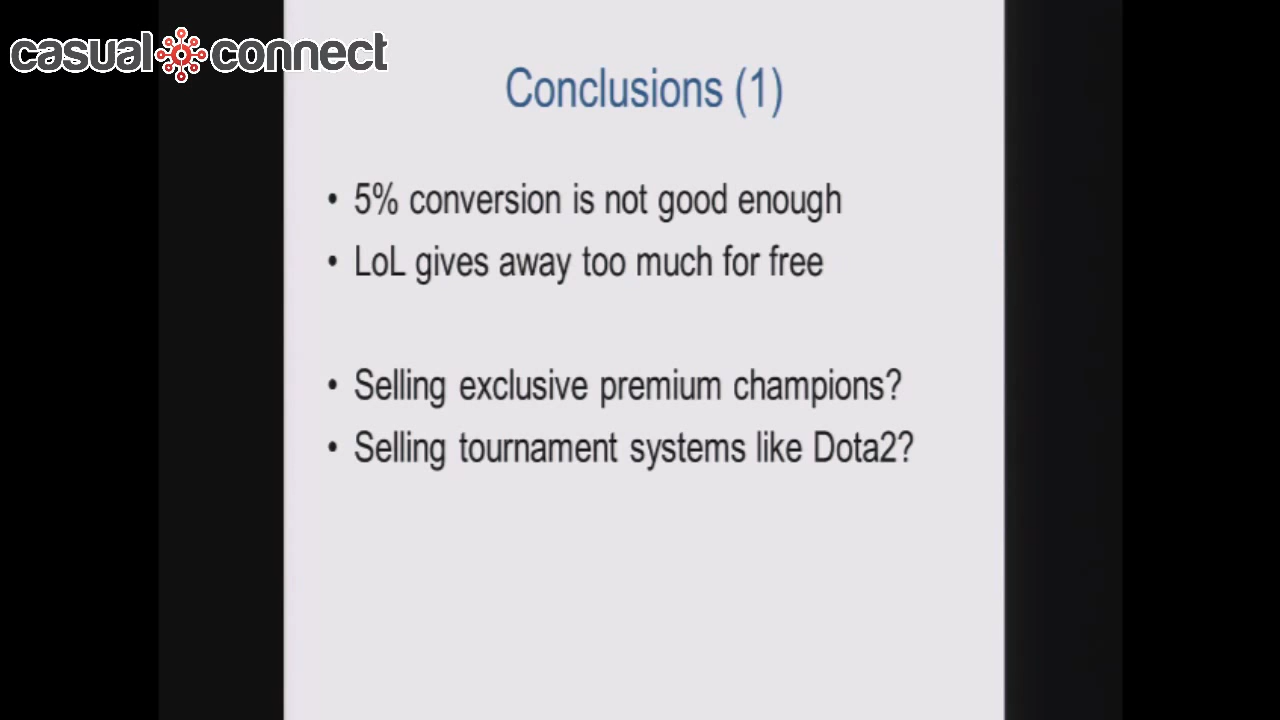 casual connect
Conclusions (1)
• 5% conversion is not good enough
• LoL gives away too much for free
• Selling exclusive premium champions?
• Selling tournament systems like Dota2?